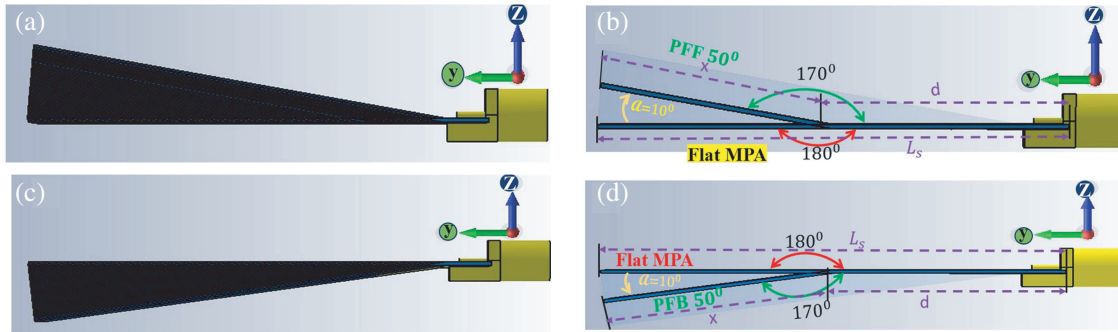 (a)
Z
y
(b)
Z
y
PFF 50⁰
x
170⁰
d
a=10⁰
Flat MPA
180⁰
Lₛ
(c)
Z
y
(d)
Z
y
180⁰
Lₛ
Flat MPA
a=10⁰
PFB 50⁰
170⁰
d
x